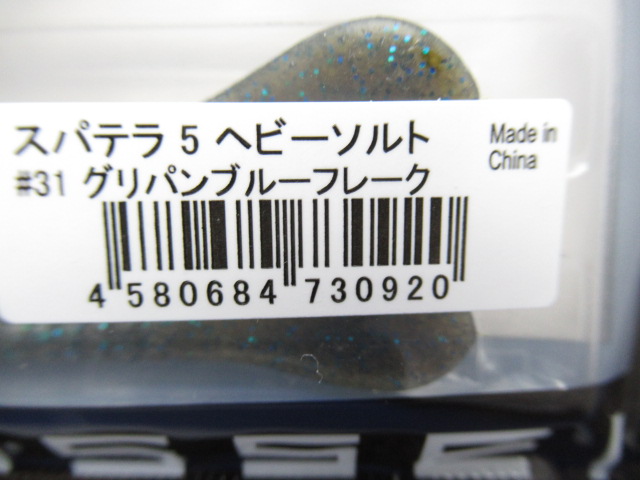 スパテラ 5 ヘビーソルト
#31 グリパンブルーフレーク
Made in
China
4 580684 730920